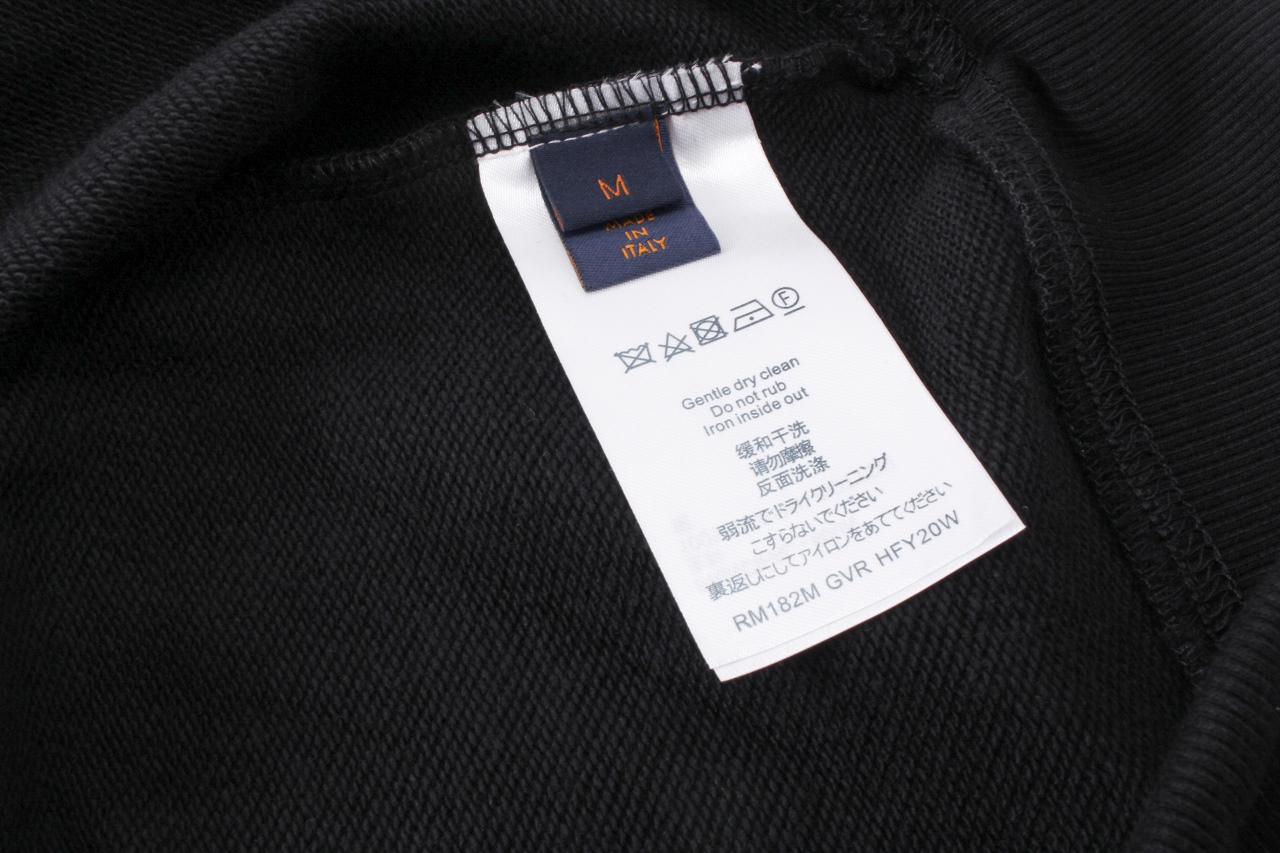 M
MADE
IN
ITALY
F
Gentle dry clean
Do not rub
Iron inside out
缓和干洗
请勿摩擦
反面洗涤
弱流でドライクリーニング
こすらないでください
裏返しにしてアイロンをあててください
RM182M GVR HFY20W